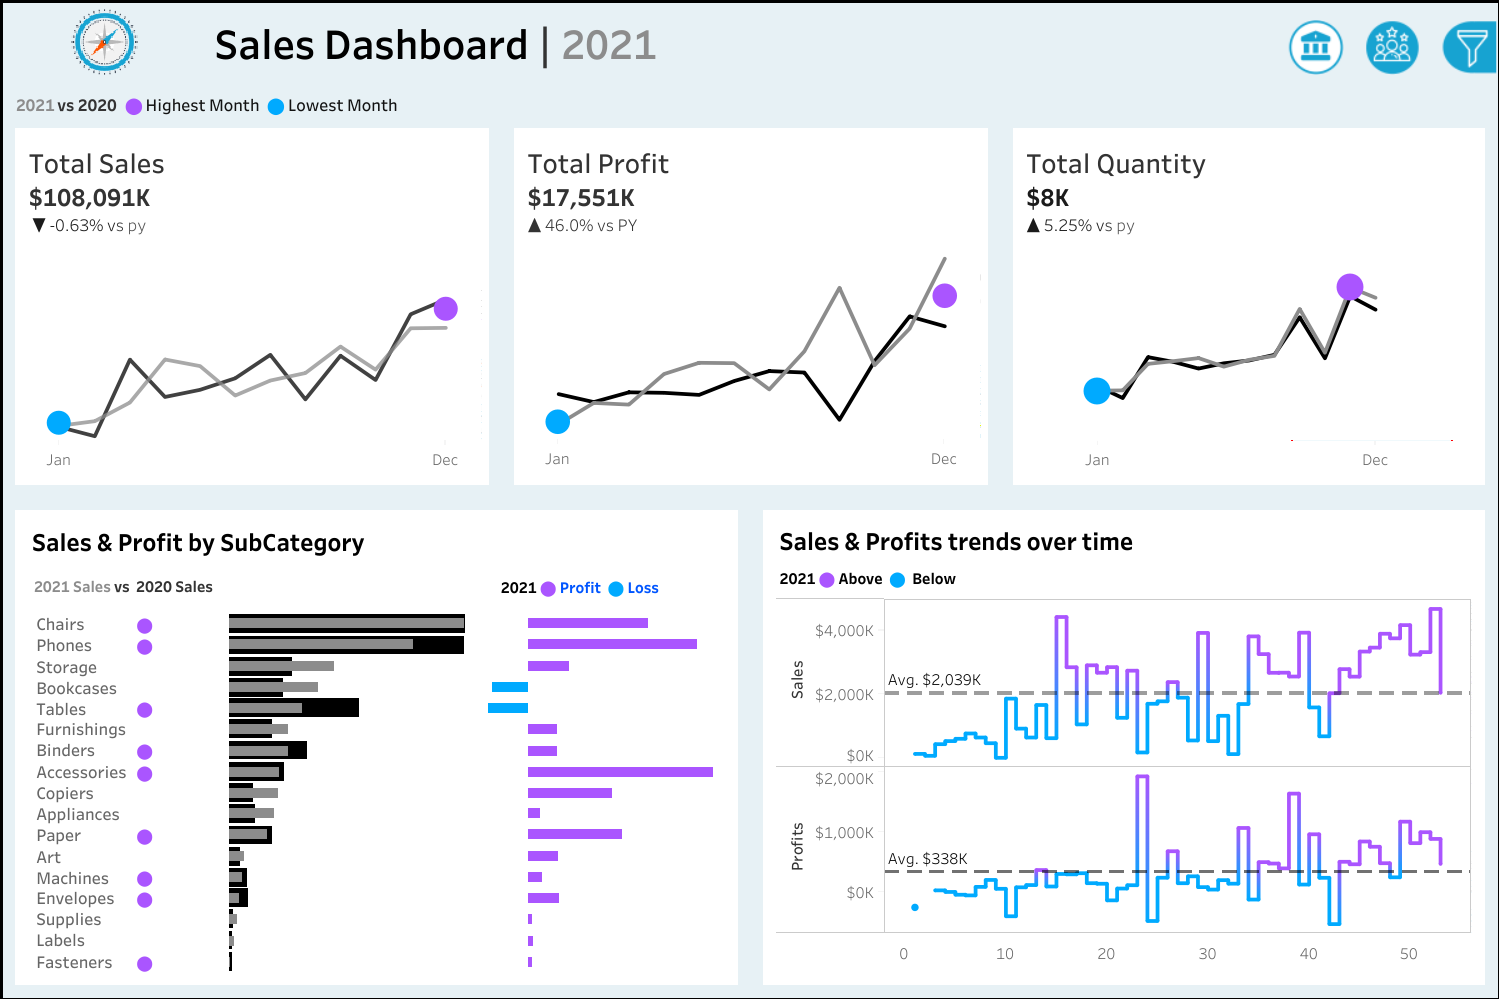 Sales Dashboard | 2021
2021 vs 2020 Highest Month Lowest Month
Total Sales
$108,091K
▼ -0.63% vs py
Jan Dec
Total Profit
$17,551K
▲ 46.0% vs PY
Jan Dec
Total Quantity
$8K
▲ 5.25% vs py
Jan Dec
Sales & Profit by SubCategory
2021 Sales vs 2020 Sales
2021 Profit Loss
Chairs
Phones
Storage
Bookcases
Tables
Furnishings
Binders
Accessories
Copiers
Appliances
Paper
Art
Machines
Envelopes
Supplies
Labels
Fasteners
Sales & Profits trends over time
2021 Above Below
Sales
$4,000K
Avg. $2,039K
$2,000K
$0K
Profits
$2,000K
$1,000K
Avg. $338K
$0K
0 10 20 30 40 50